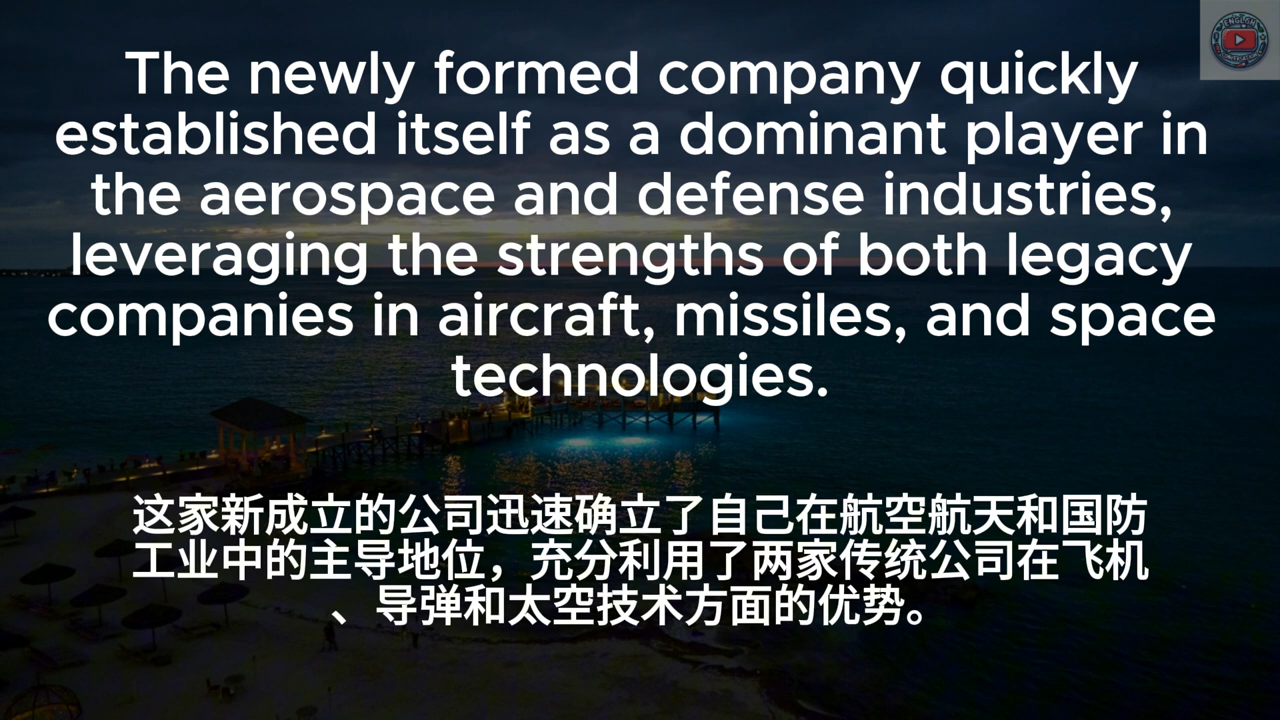 The newly formed company quickly
established itself as a dominant player in
the aerospace and defense industries,
leveraging the strengths of both legacy
companies in aircraft, missiles, and space
technologies.
这家新成立的公司迅速确立了自己在航空航天和国防
工业中的主导地位，充分利用了两家传统公司在飞机
、导弹和太空技术方面的优势。